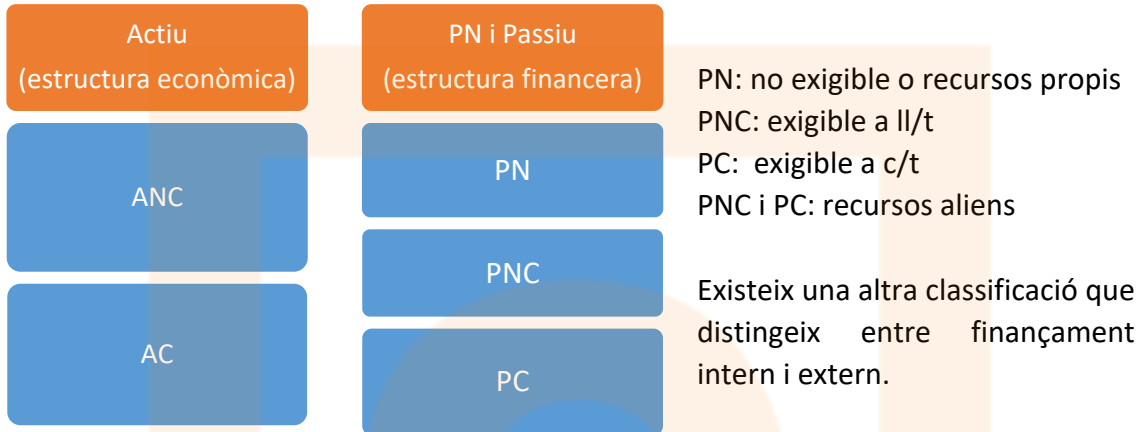 Actiu
(estructura econòmica)
ANC
AC
PN i Passiu
(estructura financera)
PN
PNC
PC
PN: no exigible o recursos propis
PNC: exigible a ll/t
PC: exigible a c/t
PNC i PC: recursos aliens
Existeix una altra classificació que
distingeix entre finançament
intern i extern.